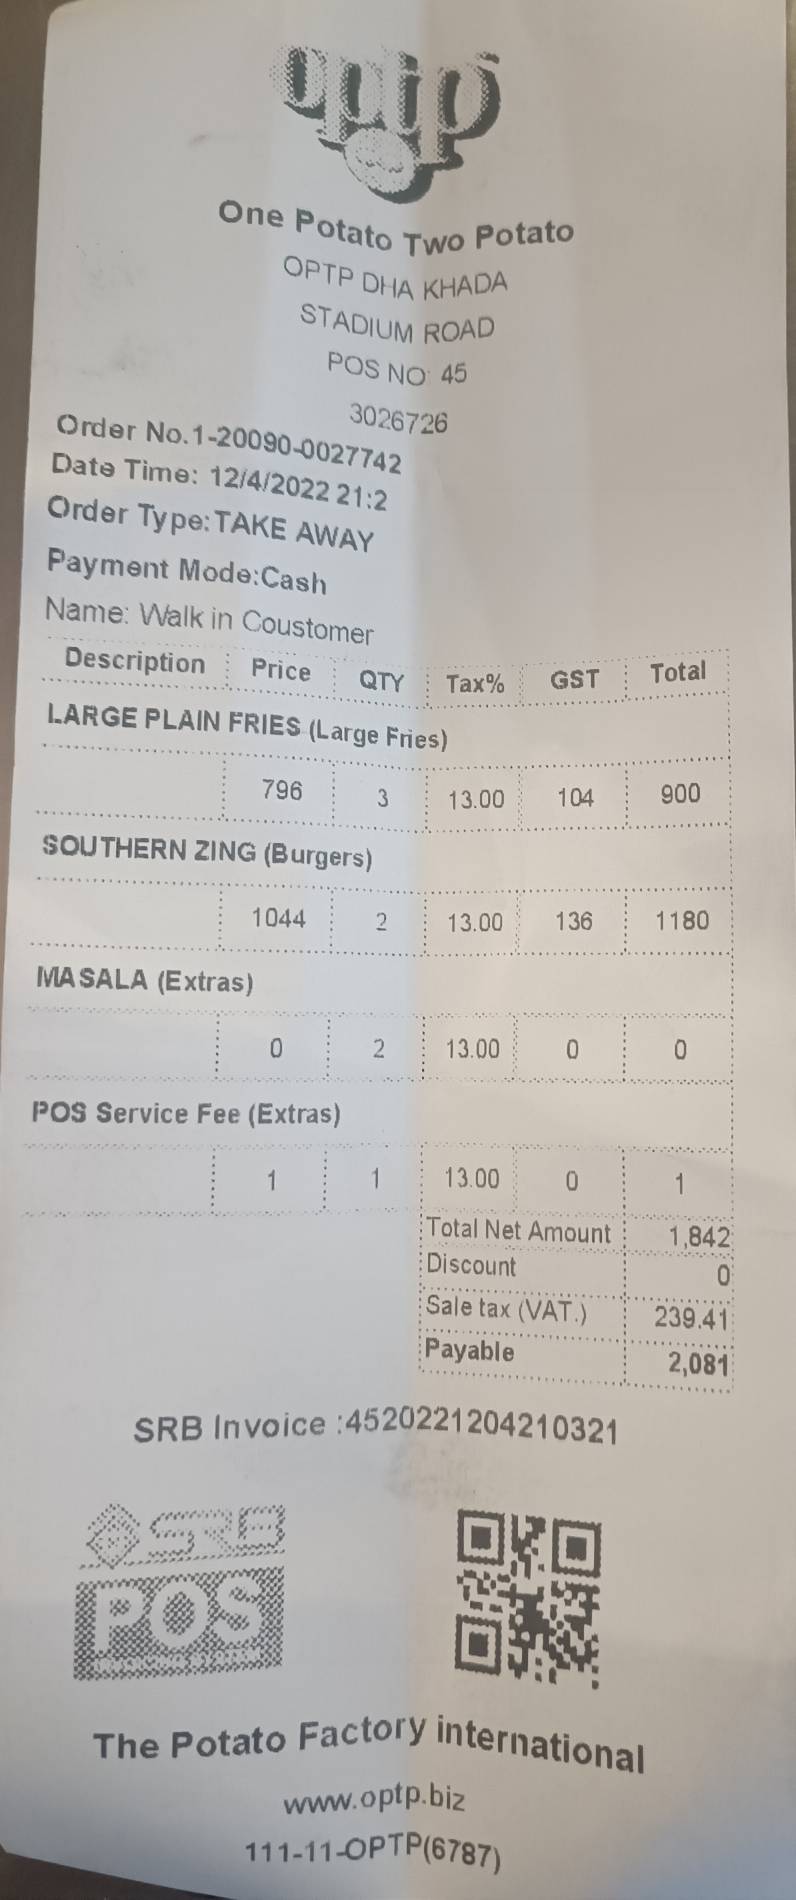 optp
One Potato Two Potato
OPTP DHA KHADA
STADIUM ROAD
POS NO 45
3026726
Order No.1-20090-0027742
Date Time: 12/4/2022 21:2
Order Type:TAKE AWAY
Payment Mode:Cash
Name: Walk in Coustomer
Description Price QTY Tax% GST Total
LARGE PLAIN FRIES (Large Fries)
796 3 13.00 104 900
SOUTHERN ZING (Burgers)
1044 2 13.00 136 1180
MASALA (Extras)
0 2 13.00 0 0
POS Service Fee (Extras)
1 1 13.00 0 1
Total Net Amount 1,842
Discount 0
Sale tax (VAT.) 239.41
Payable 2,081
SRB Invoice :4520221204210321
SRB
POS
The Potato Factory international
www.optp.biz
111-11-OPTP(6787)